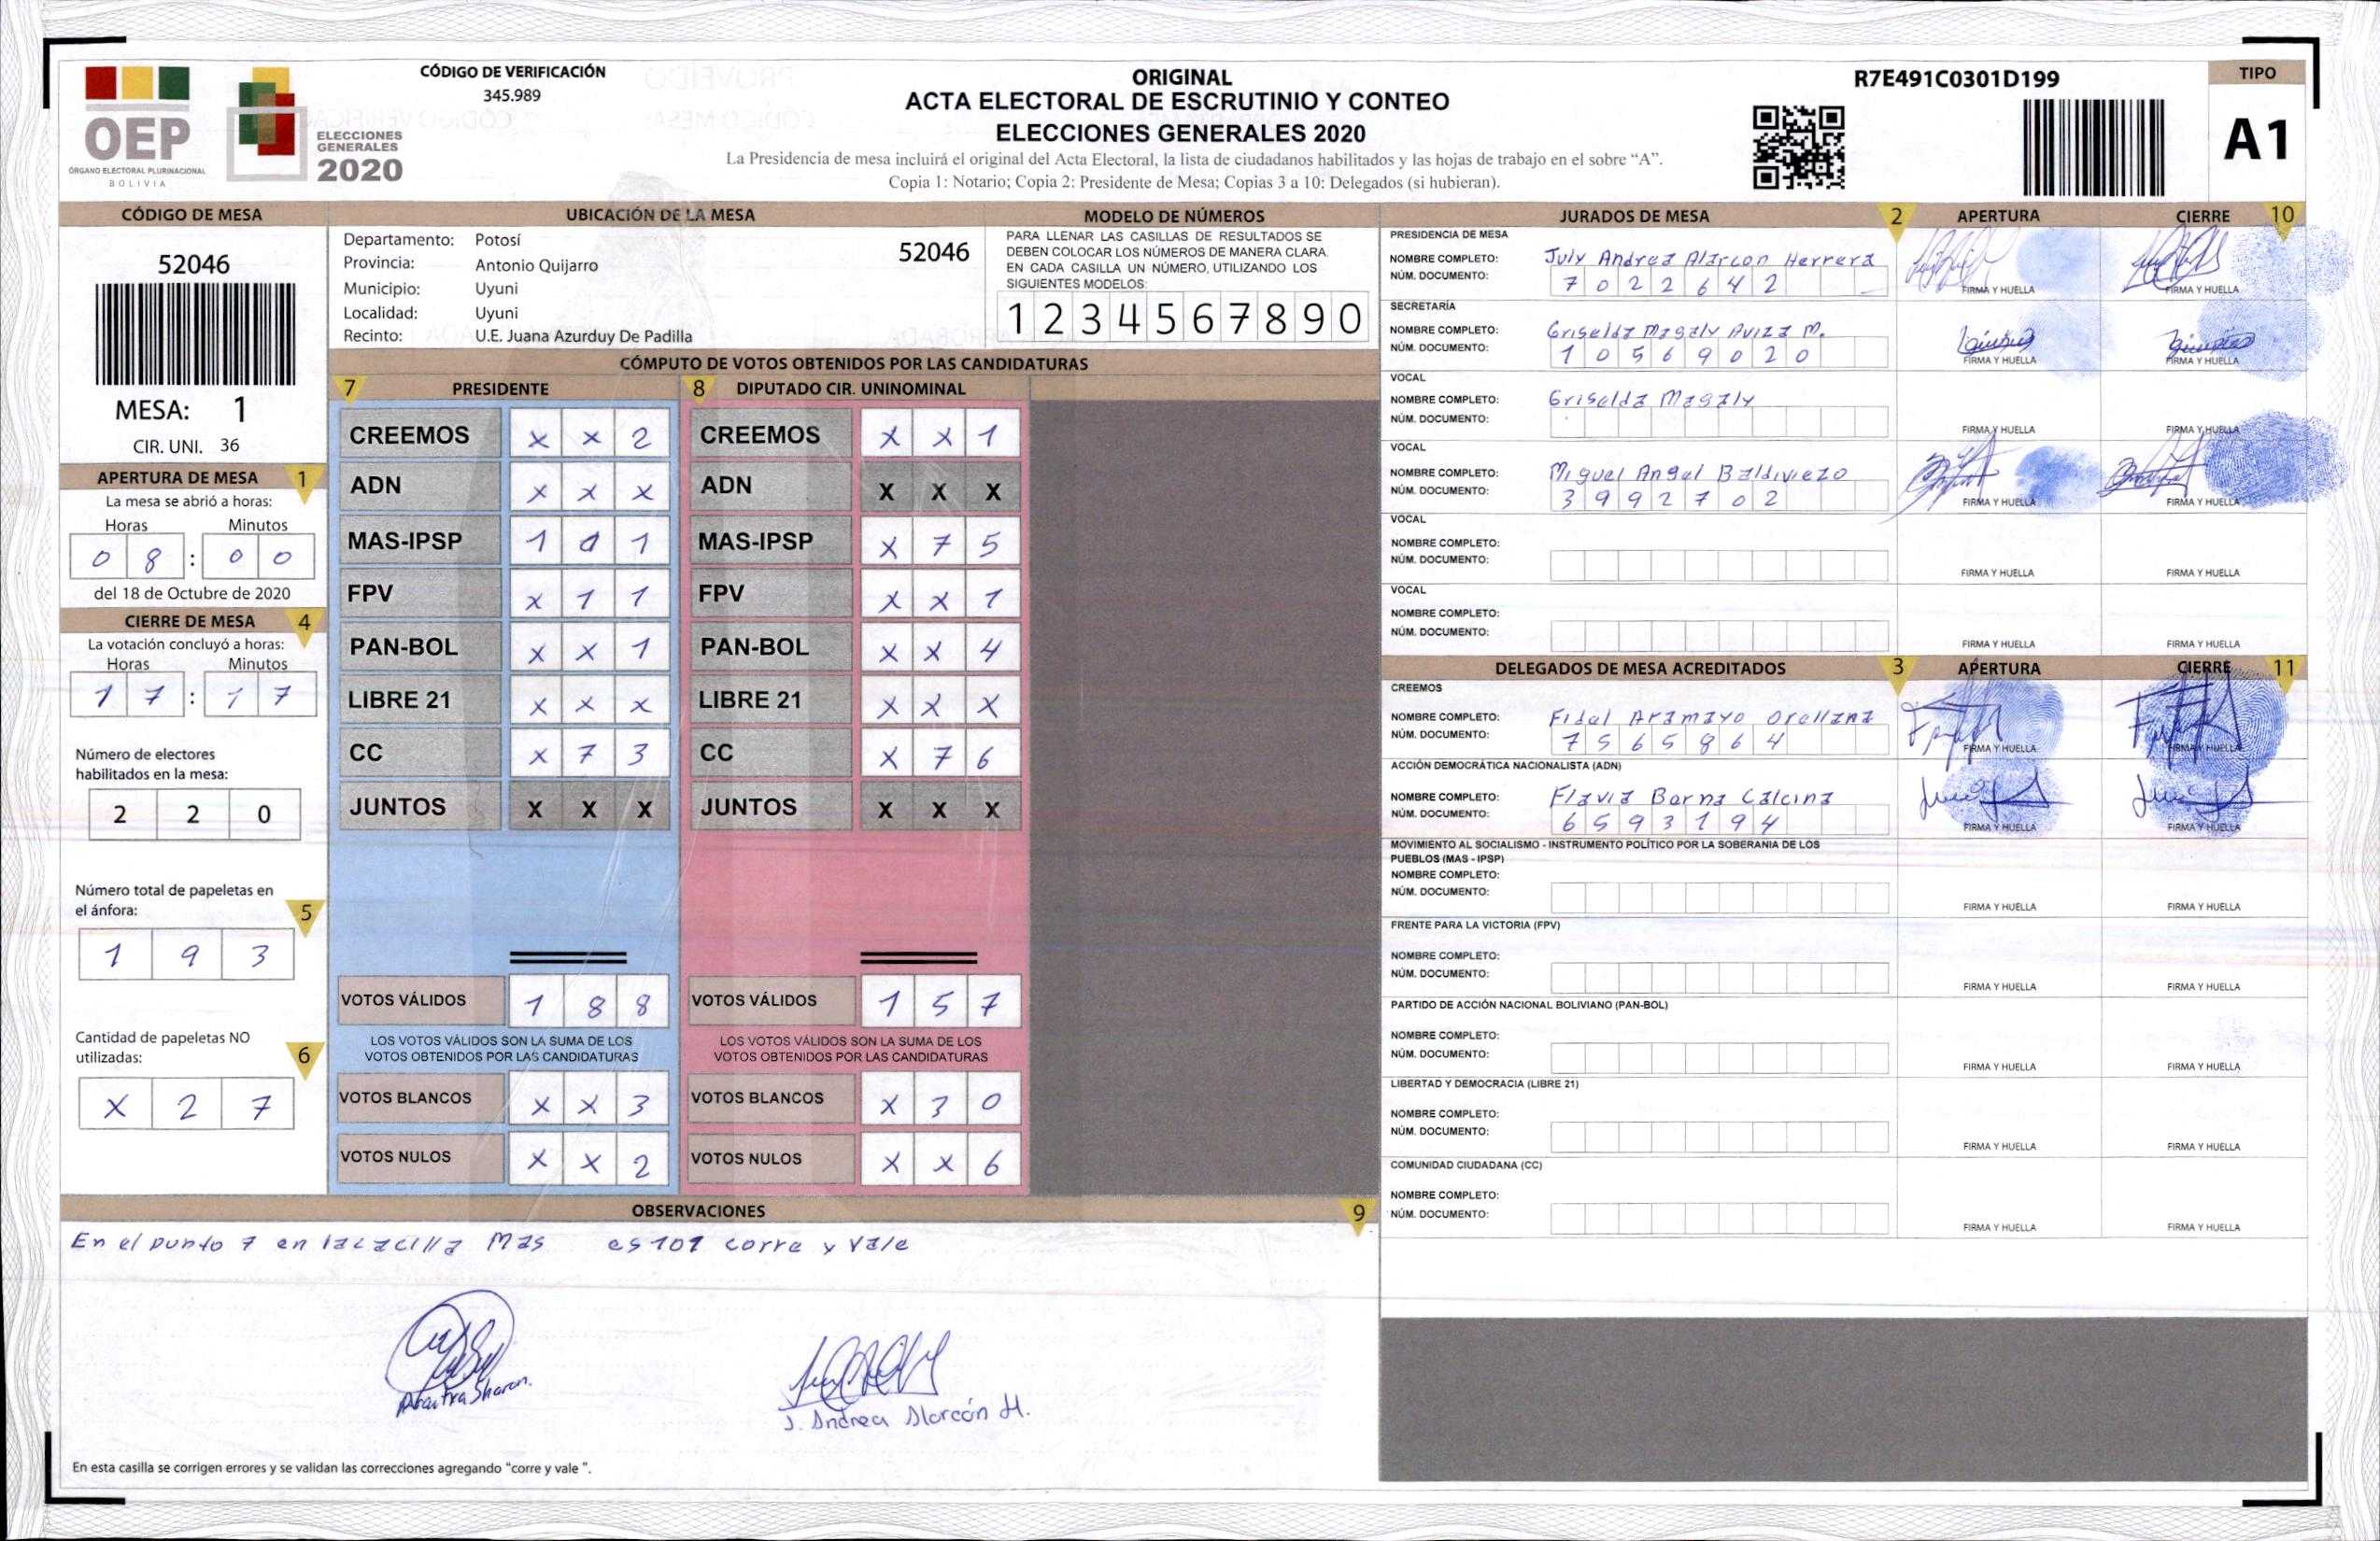 OEP
ÓRGANO ELECTORAL PLURINACIONAL
BOLIVIA
ELECCIONES
GENERALES
2020
CÓDIGO DE VERIFICACIÓN
345.989
ORIGINAL
ACTA ELECTORAL DE ESCRUTINIO Y CONTEO
ELECCIONES GENERALES 2020
La Presidencia de mesa incluirá el original del Acta Electoral, la lista de ciudadanos habilitados y las hojas de trabajo en el sobre “A”.
Copia 1: Notario; Copia 2: Presidente de Mesa; Copias 3 a 10: Delegados (si hubieran).
R7E491C0301D199
TIPO
A1
CÓDIGO DE MESA
52046
MESA: 1
CIR. UNI. 36
APERTURA DE MESA 1
La mesa se abrió a horas:
Horas Minutos
0 8 : 0 0
del 18 de Octubre de 2020
CIERRE DE MESA 4
La votación concluyó a horas:
Horas Minutos
1 7 : 1 7
Número de electores
habilitados en la mesa:
2 2 0
Número total de papeletas en
el ánfora: 5
1 9 3
Cantidad de papeletas NO
utilizadas: 6
X 2 7
UBICACIÓN DE LA MESA
Departamento: Potosí
Provincia: Antonio Quijarro
Municipio: Uyuni
Localidad: Uyuni
Recinto: U.E. Juana Azurduy De Padilla
52046
MODELO DE NÚMEROS
PARA LLENAR LAS CASILLAS DE RESULTADOS SE
DEBEN COLOCAR LOS NÚMEROS DE MANERA CLARA.
EN CADA CASILLA UN NÚMERO, UTILIZANDO LOS
SIGUIENTES MODELOS:
1 2 3 4 5 6 7 8 9 0
CÓMPUTO DE VOTOS OBTENIDOS POR LAS CANDIDATURAS
7 PRESIDENTE
CREEMOS X X 2
ADN X X X
MAS-IPSP 1 0 1
FPV X 1 1
PAN-BOL X X 1
LIBRE 21 X X X
CC X 7 3
JUNTOS X X X
VOTOS VÁLIDOS 1 8 8
LOS VOTOS VÁLIDOS SON LA SUMA DE LOS
VOTOS OBTENIDOS POR LAS CANDIDATURAS
VOTOS BLANCOS X X 3
VOTOS NULOS X X 2
8 DIPUTADO CIR. UNINOMINAL
CREEMOS X X 1
ADN X X X
MAS-IPSP X 7 5
FPV X X 1
PAN-BOL X X 4
LIBRE 21 X X X
CC X 7 6
JUNTOS X X X
VOTOS VÁLIDOS 1 5 7
LOS VOTOS VÁLIDOS SON LA SUMA DE LOS
VOTOS OBTENIDOS POR LAS CANDIDATURAS
VOTOS BLANCOS X 3 0
VOTOS NULOS X X 6
OBSERVACIONES 9
En el punto 7 en la cacilla Mas es 101 corre y vale
J. Andrea Alarcón H.
En esta casilla se corrigen errores y se validan las correcciones agregando “corre y vale ”.
JURADOS DE MESA 2 APERTURA CIERRE 10
PRESIDENCIA DE MESA
NOMBRE COMPLETO: July Andrea Alarcon Herrera
NÚM. DOCUMENTO: 7 0 2 2 6 4 2
FIRMA Y HUELLA FIRMA Y HUELLA
SECRETARÍA
NOMBRE COMPLETO: Griselda Magaly Aviza M.
NÚM. DOCUMENTO: 1 0 5 6 9 0 2 0
FIRMA Y HUELLA FIRMA Y HUELLA
VOCAL
NOMBRE COMPLETO: Griselda Magaly
NÚM. DOCUMENTO:
FIRMA Y HUELLA FIRMA Y HUELLA
VOCAL
NOMBRE COMPLETO: Miguel Angel Baldiviezo
NÚM. DOCUMENTO: 3 9 9 2 7 0 2
FIRMA Y HUELLA FIRMA Y HUELLA
VOCAL
NOMBRE COMPLETO:
NÚM. DOCUMENTO:
FIRMA Y HUELLA FIRMA Y HUELLA
VOCAL
NOMBRE COMPLETO:
NÚM. DOCUMENTO:
FIRMA Y HUELLA FIRMA Y HUELLA
DELEGADOS DE MESA ACREDITADOS 3 APERTURA CIERRE 11
CREEMOS
NOMBRE COMPLETO: Fidel Aramayo Orellana
NÚM. DOCUMENTO: 7 5 6 5 8 6 4
FIRMA Y HUELLA FIRMA Y HUELLA
ACCIÓN DEMOCRÁTICA NACIONALISTA (ADN)
NOMBRE COMPLETO: Flavia Barna Calcina
NÚM. DOCUMENTO: 6 5 9 3 1 9 4
FIRMA Y HUELLA FIRMA Y HUELLA
MOVIMIENTO AL SOCIALISMO - INSTRUMENTO POLÍTICO POR LA SOBERANIA DE LOS
PUEBLOS (MAS - IPSP)
NOMBRE COMPLETO:
NÚM. DOCUMENTO:
FIRMA Y HUELLA FIRMA Y HUELLA
FRENTE PARA LA VICTORIA (FPV)
NOMBRE COMPLETO:
NÚM. DOCUMENTO:
FIRMA Y HUELLA FIRMA Y HUELLA
PARTIDO DE ACCIÓN NACIONAL BOLIVIANO (PAN-BOL)
NOMBRE COMPLETO:
NÚM. DOCUMENTO:
FIRMA Y HUELLA FIRMA Y HUELLA
LIBERTAD Y DEMOCRACIA (LIBRE 21)
NOMBRE COMPLETO:
NÚM. DOCUMENTO:
FIRMA Y HUELLA FIRMA Y HUELLA
COMUNIDAD CIUDADANA (CC)
NOMBRE COMPLETO:
NÚM. DOCUMENTO:
FIRMA Y HUELLA FIRMA Y HUELLA